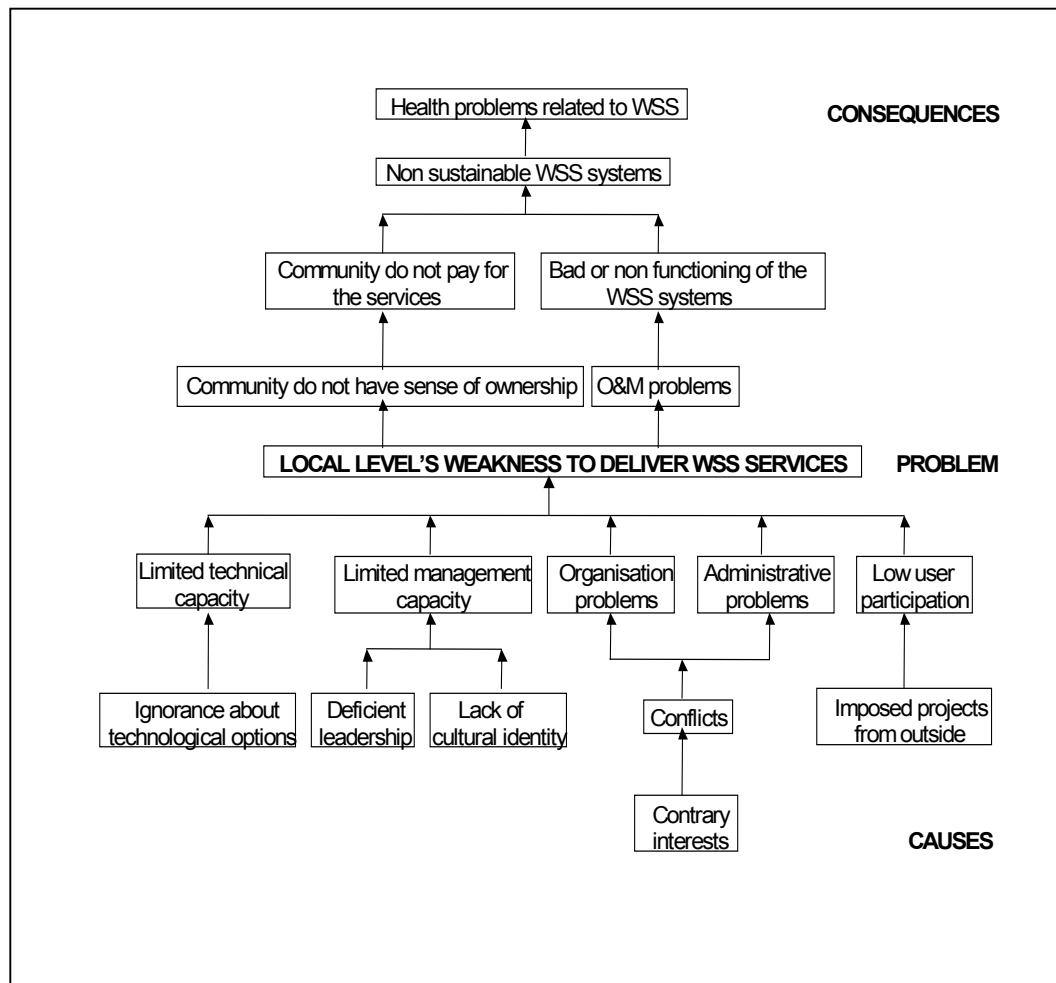 Health problems related to WSS
CONSEQUENCES
Non sustainable WSS systems
Community do not pay for
the services
Bad or non functioning of the
WSS systems
Community do not have sense of ownership
O&M problems
LOCAL LEVEL'S WEAKNESS TO DELIVER WSS SERVICES
PROBLEM
Limited technical
capacity
Limited management
capacity
Organisation
problems
Administrative
problems
Low user
participation
Ignorance about
technological options
Deficient
leadership
Lack of
cultural identity
Conflicts
Imposed projects
from outside
Contrary
interests
CAUSES